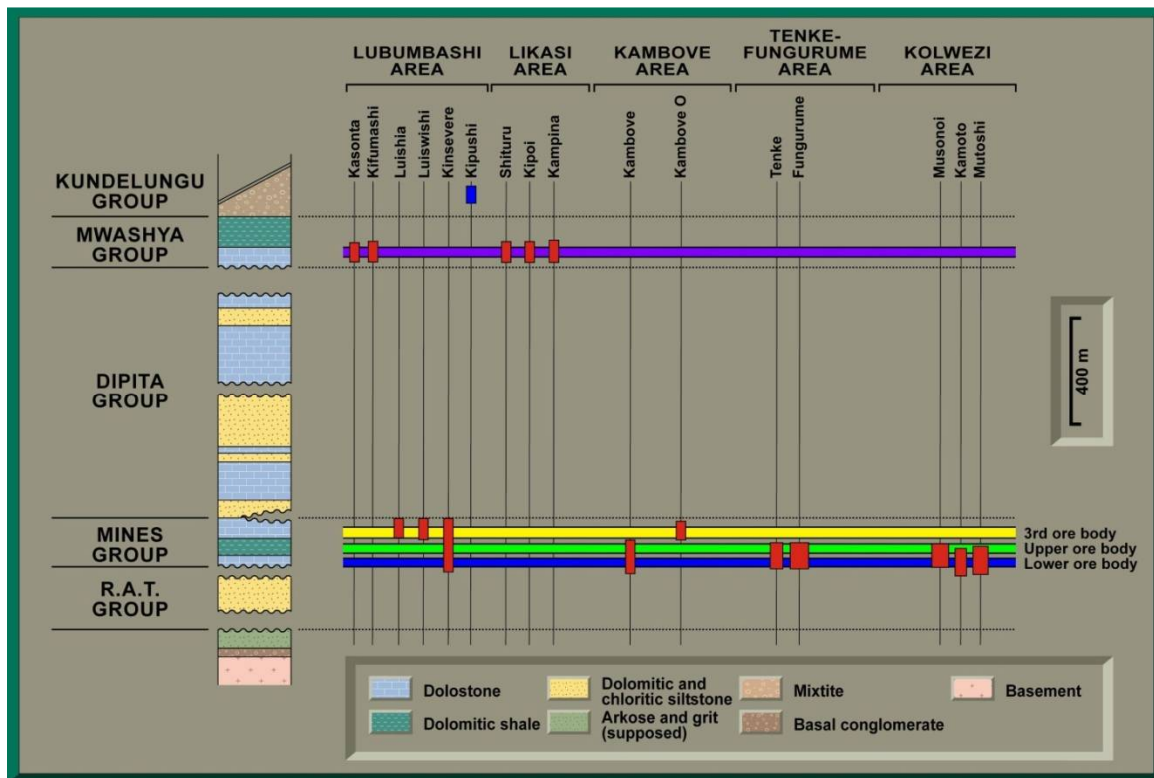 LUBUMBASHI
AREA
LIKASI
AREA
KAMBOVE
AREA
TENKE-
FUNGURUME
AREA
KOLWEZI
AREA
Kasonta
Kifumashi
Luishia
Luiswishi
Kinsevere
Kipushi
Shituru
Kipoi
Kampina
Kambove
Kambove O
Tenke
Fungurume
Musonoi
Kamoto
Mutoshi
KUNDELUNGU
GROUP
MWASHYA
GROUP
DIPITA
GROUP
400 m
MINES
GROUP
3rd ore body
Upper ore body
Lower ore body
R.A.T.
GROUP
Dolostone
Dolomitic shale
Dolomitic and
chloritic siltstone
Arkose and grit
(supposed)
Mixtite
Basal conglomerate
Basement